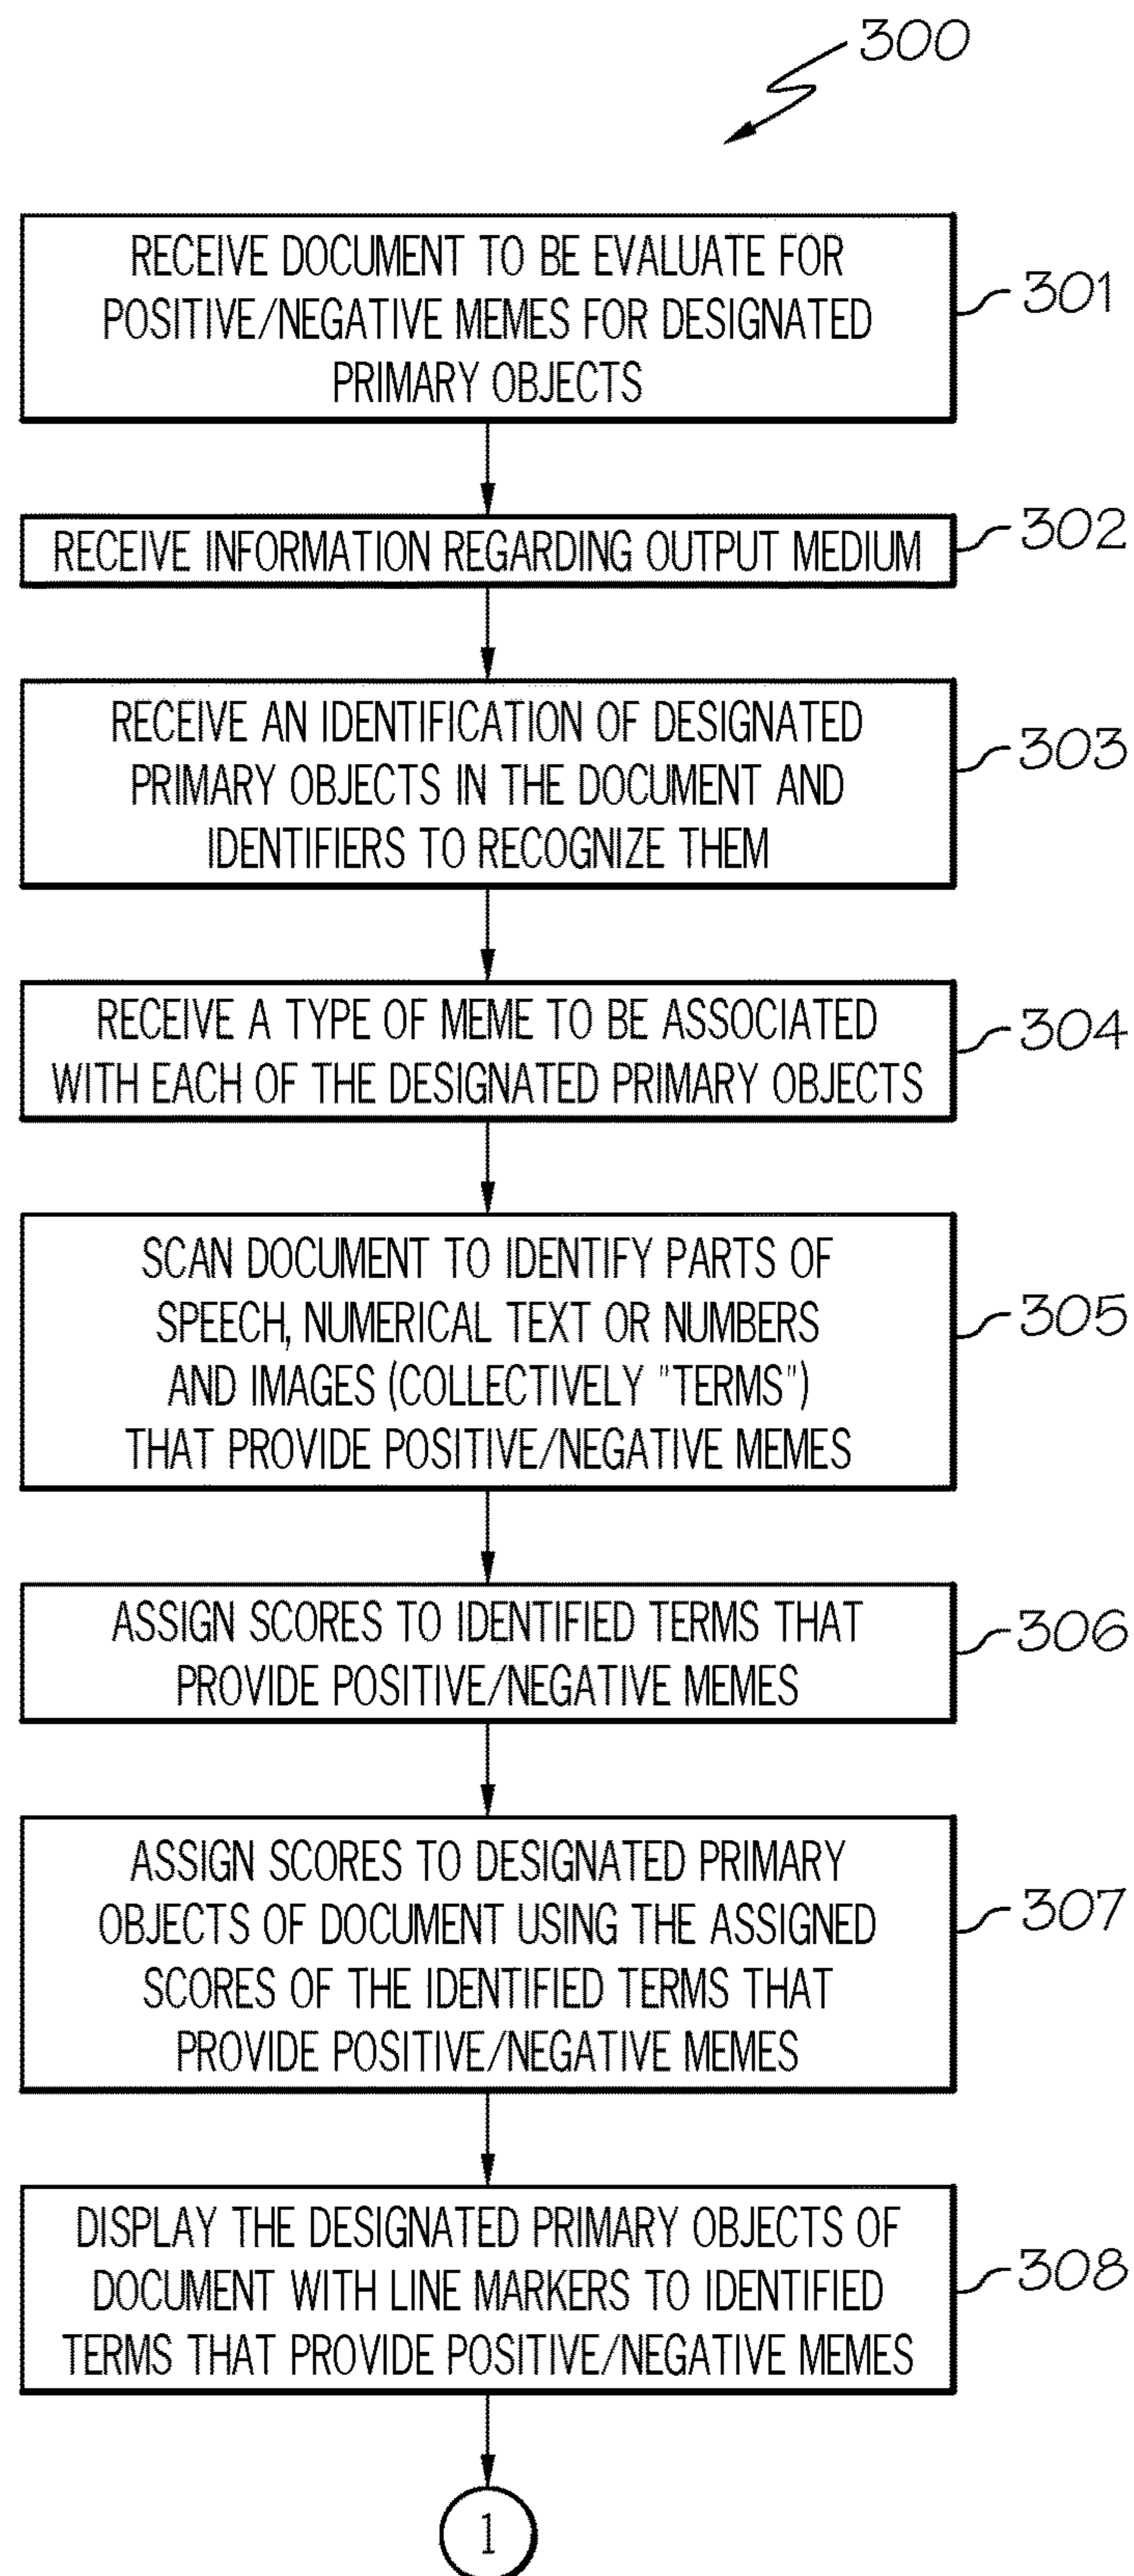 300
RECEIVE DOCUMENT TO BE EVALUATE FOR
POSITIVE/NEGATIVE MEMES FOR DESIGNATED
PRIMARY OBJECTS
301
RECEIVE INFORMATION REGARDING OUTPUT MEDIUM
302
RECEIVE AN IDENTIFICATION OF DESIGNATED
PRIMARY OBJECTS IN THE DOCUMENT AND
IDENTIFIERS TO RECOGNIZE THEM
303
RECEIVE A TYPE OF MEME TO BE ASSOCIATED
WITH EACH OF THE DESIGNATED PRIMARY OBJECTS
304
SCAN DOCUMENT TO IDENTIFY PARTS OF
SPEECH, NUMERICAL TEXT OR NUMBERS
AND IMAGES (COLLECTIVELY "TERMS")
THAT PROVIDE POSITIVE/NEGATIVE MEMES
305
ASSIGN SCORES TO IDENTIFIED TERMS THAT
PROVIDE POSITIVE/NEGATIVE MEMES
306
ASSIGN SCORES TO DESIGNATED PRIMARY
OBJECTS OF DOCUMENT USING THE ASSIGNED
SCORES OF THE IDENTIFIED TERMS THAT
PROVIDE POSITIVE/NEGATIVE MEMES
307
DISPLAY THE DESIGNATED PRIMARY OBJECTS OF
DOCUMENT WITH LINE MARKERS TO IDENTIFIED
TERMS THAT PROVIDE POSITIVE/NEGATIVE MEMES
308
1